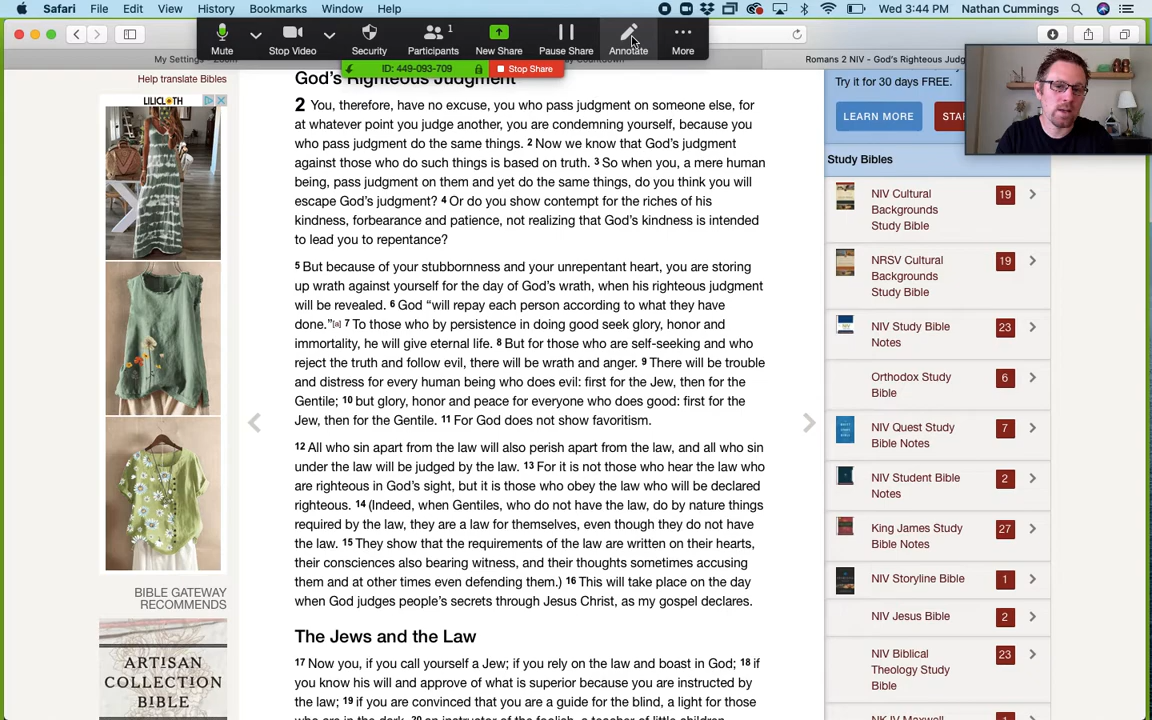 Safari File Edit View History Bookmarks Window Help
Wed 3:44 PM Nathan Cummings
Mute Stop Video Security Participants 1 New Share Pause Share Annotate More
ID: 449-093-709 Stop Share
Romans 2 NIV - God's Righteous Judg
Help translate Bibles
LILICLOTH
BIBLE GATEWAY
RECOMMENDS
ARTISAN
COLLECTION
BIBLE
God's Righteous Judgment
2 You, therefore, have no excuse, you who pass judgment on someone else, for
at whatever point you judge another, you are condemning yourself, because you
who pass judgment do the same things. 2 Now we know that God's judgment
against those who do such things is based on truth. 3 So when you, a mere human
being, pass judgment on them and yet do the same things, do you think you will
escape God's judgment? 4 Or do you show contempt for the riches of his
kindness, forbearance and patience, not realizing that God's kindness is intended
to lead you to repentance?
5 But because of your stubbornness and your unrepentant heart, you are storing
up wrath against yourself for the day of God's wrath, when his righteous judgment
will be revealed. 6 God "will repay each person according to what they have
done."[a] 7 To those who by persistence in doing good seek glory, honor and
immortality, he will give eternal life. 8 But for those who are self-seeking and who
reject the truth and follow evil, there will be wrath and anger. 9 There will be trouble
and distress for every human being who does evil: first for the Jew, then for the
Gentile; 10 but glory, honor and peace for everyone who does good: first for the
Jew, then for the Gentile. 11 For God does not show favoritism.
12 All who sin apart from the law will also perish apart from the law, and all who sin
under the law will be judged by the law. 13 For it is not those who hear the law who
are righteous in God's sight, but it is those who obey the law who will be declared
righteous. 14 (Indeed, when Gentiles, who do not have the law, do by nature things
required by the law, they are a law for themselves, even though they do not have
the law. 15 They show that the requirements of the law are written on their hearts,
their consciences also bearing witness, and their thoughts sometimes accusing
them and at other times even defending them.) 16 This will take place on the day
when God judges people's secrets through Jesus Christ, as my gospel declares.
The Jews and the Law
17 Now you, if you call yourself a Jew; if you rely on the law and boast in God; 18 if
you know his will and approve of what is superior because you are instructed by
the law; 19 if you are convinced that you are a guide for the blind, a light for those
who are in the dark, 20 an instructor of the foolish, a teacher of little children,
Try it for 30 days FREE.
LEARN MORE STAR
Study Bibles
NIV Cultural 19
Backgrounds
Study Bible
NRSV Cultural 19
Backgrounds
Study Bible
NIV Study Bible 23
Notes
Orthodox Study 6
Bible
NIV Quest Study 7
Bible Notes
NIV Student Bible 2
Notes
King James Study 27
Bible Notes
NIV Storyline Bible 1
NIV Jesus Bible 2
NIV Biblical 23
Theology Study
Bible